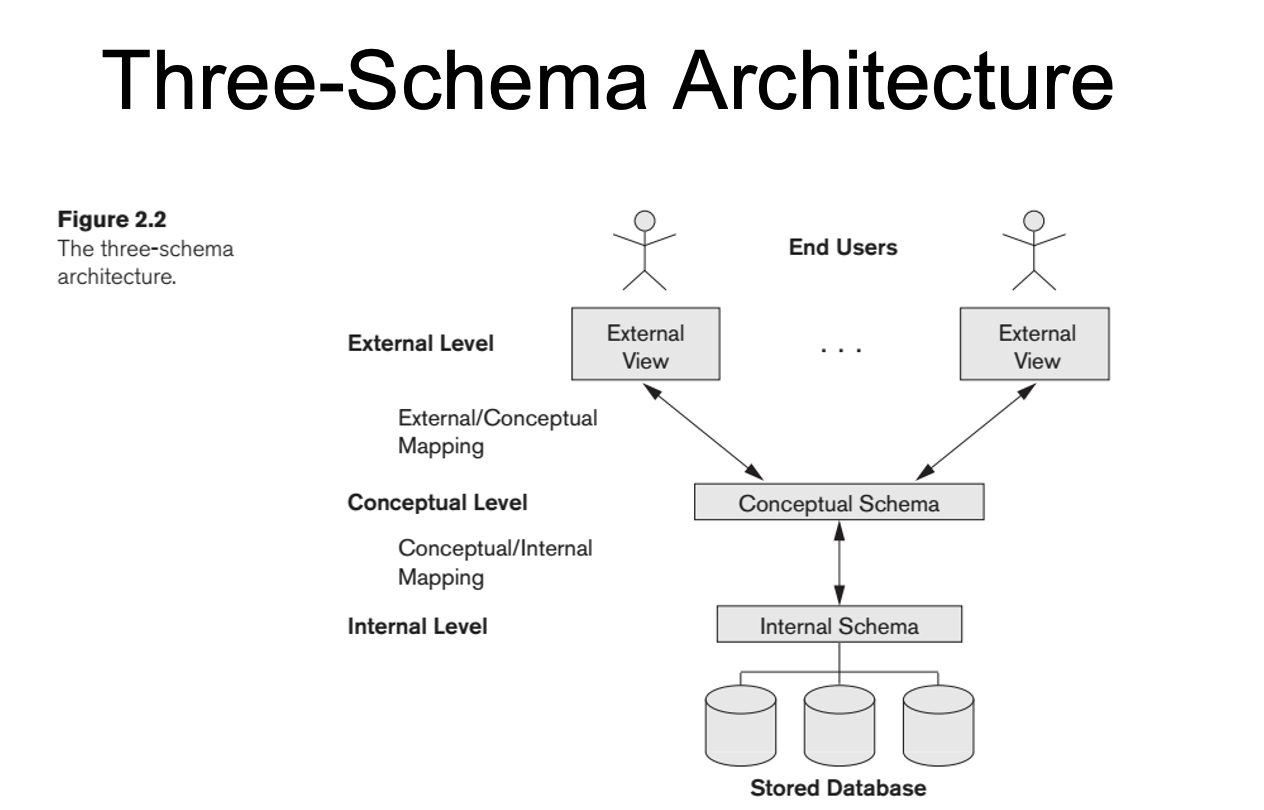 Three-Schema Architecture
Figure 2.2
The three-schema
architecture.
End Users
External Level
External
View
. . .
External
View
External/Conceptual
Mapping
Conceptual Level
Conceptual Schema
Conceptual/Internal
Mapping
Internal Level
Internal Schema
Stored Database